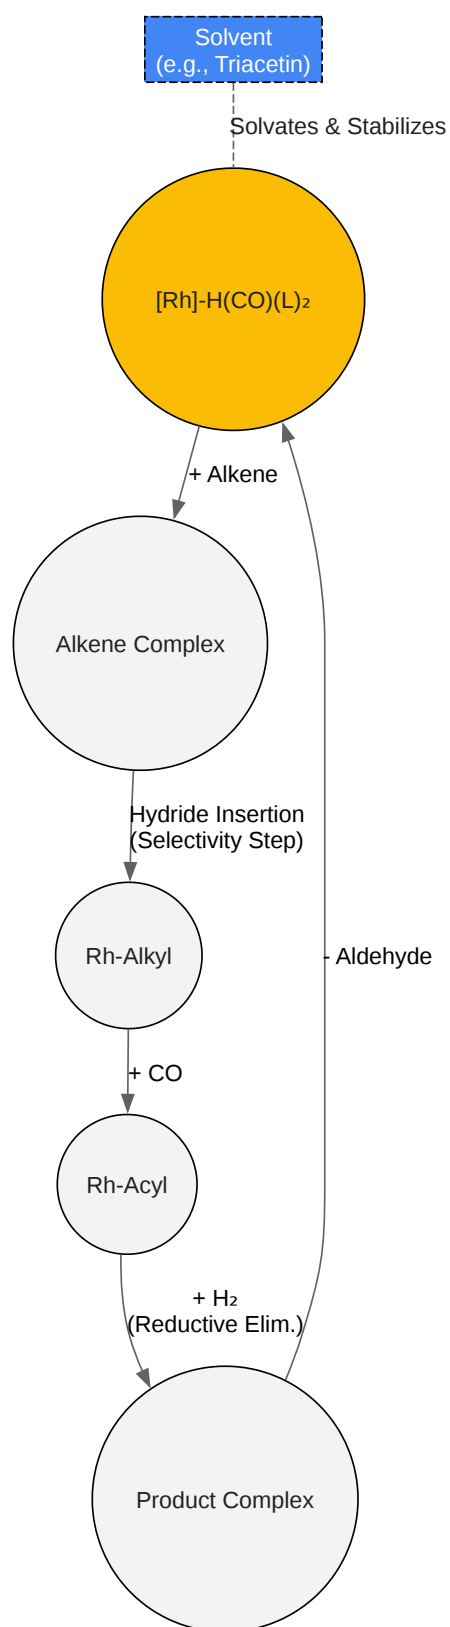 Solvent
(e.g., Triacetin)
Solvates & Stabilizes
[Rh]-H(CO)(L)₂
+ Alkene
Alkene Complex
Hydride Insertion
(Selectivity Step)
Rh-Alkyl
- Aldehyde
+ CO
Rh-Acyl
+ H₂
(Reductive Elim.)
Product Complex